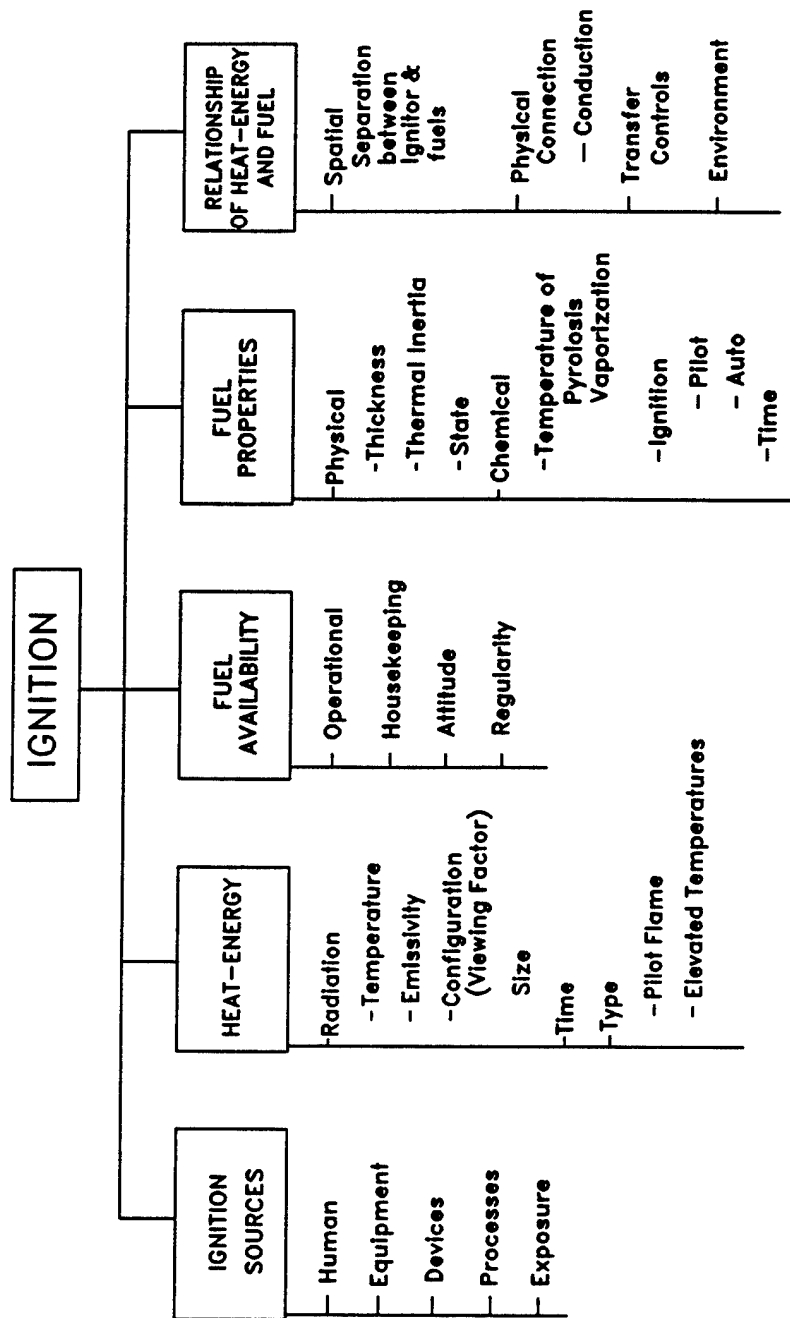 IGNITION
IGNITION
SOURCES
Human
Equipment
Devices
Processes
Exposure
HEAT-ENERGY
Radiation
- Temperature
- Emissivity
- Configuration
(Viewing Factor)
Size
Time
Type
- Pilot Flame
- Elevated Temperatures
FUEL
AVAILABILITY
Operational
Housekeeping
Attitude
Regularity
FUEL
PROPERTIES
Physical
- Thickness
- Thermal Inertia
- State
Chemical
- Temperature of
Pyrolosis
Vaporization
- Ignition
- Pilot
- Auto
- Time
RELATIONSHIP
OF HEAT-ENERGY
AND FUEL
Spatial
Separation
between
Ignitor &
fuels
Physical
Connection
- Conduction
Transfer
Controls
Environment